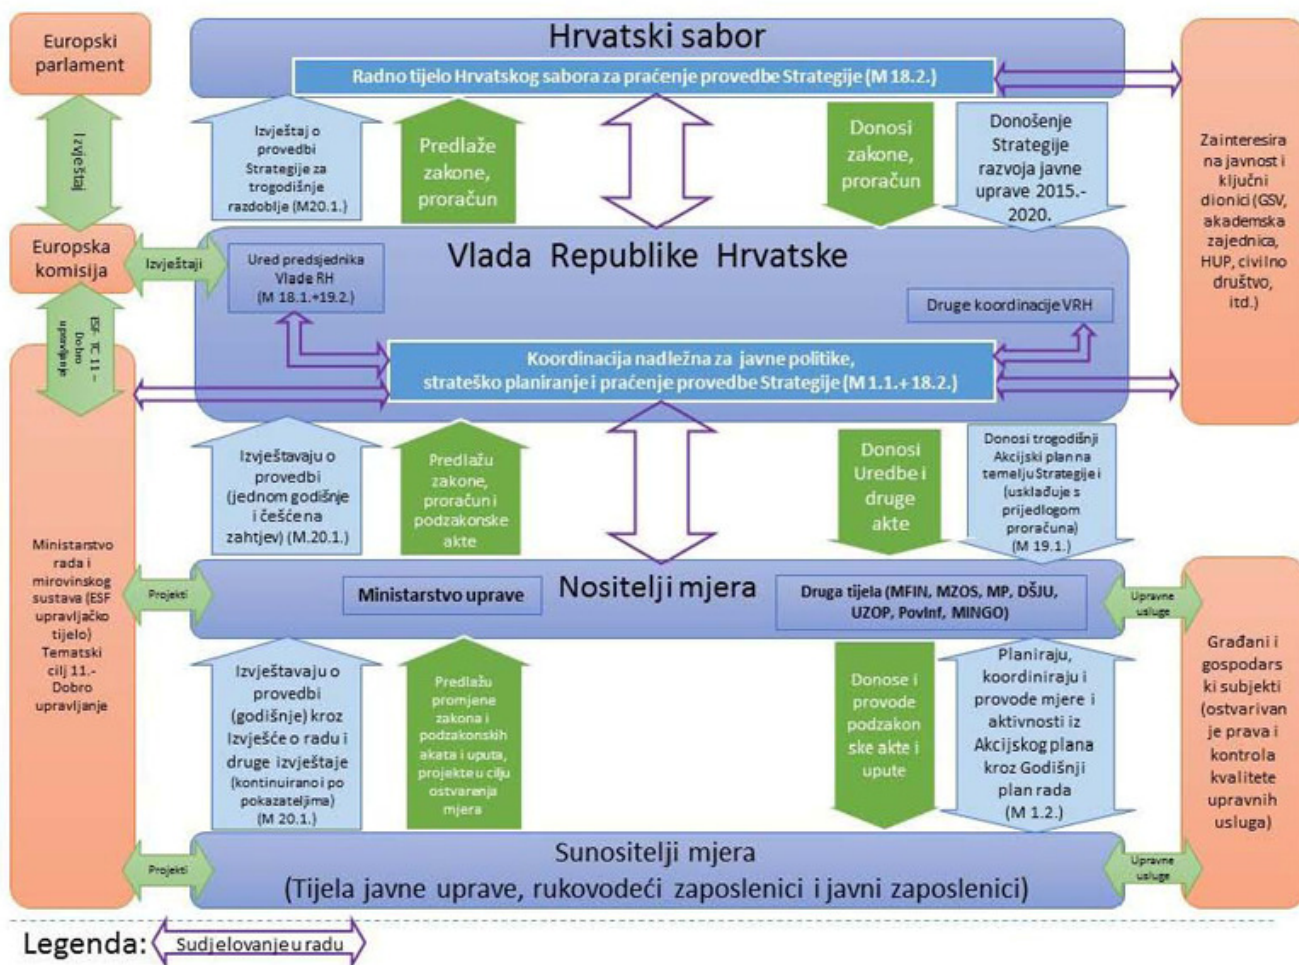 Europski
parlament
Hrvatski sabor
Radno tijelo Hrvatskog sabora za praćenje provedbe Strategije (M 18.2.)
Izvještaj
Izvještaj o
provedbi
Strategije za
trogodišnje
razdoblje (M20.1.)
Predlaže
zakone,
proračun
Donosi
zakone,
proračun
Donošenje
Strategije
razvoja javne
uprave 2015.-
2020.
Zainteresira
na javnost i
ključni
dionici (GSV,
akademska
zajednica,
HUP, civilno
društvo,
itd.)
Europska
komisija
Izvještaji
Vlada Republike Hrvatske
Ured predsjednika
Vlade RH
(M 18.1.+19.2.)
Druge koordinacije VRH
ESF- TC 11 –
Dobro
upravljanje
Koordinacija nadležna za javne politike,
strateško planiranje i praćenje provedbe Strategije (M 1.1.+ 18.2.)
Izvještavaju o
provedbi
(jednom godišnje
i češće na
zahtjev) (M.20.1.)
Predlažu
zakone,
proračun i
podzakonske
akte
Donosi
Uredbe i
druge
akte
Donosi trogodišnji
Akcijski plan na
temelju Strategije i
(usklađuje s
prijedlogom
proračuna)
(M 19.1.)
Ministarstvo
rada i
mirovinskog
sustava (ESF
upravljačko
tijelo)
Tematski
cilj 11.-
Dobro
upravljanje
Projekti
Nositelji mjera
Ministarstvo uprave
Druga tijela (MFIN, MZOS, MP, DŠJU,
UZOP, PovInf, MINGO)
Upravne
usluge
Izvještavaju o
provedbi
(godišnje) kroz
Izvješće o radu i
druge izvještaje
(kontinuirano i po
pokazateljima)
(M 20.1.)
Predlažu
promjene
zakona i
podzakonskih
akata i uputa,
projekte u cilju
ostvarenja
mjera
Donose i
provode
podzakon
ske akte i
upute
Planiraju,
koordiniraju i
provode mjere i
aktivnosti iz
Akcijskog plana
kroz Godišnji
plan rada
(M 1.2.)
Građani i
gospodars
ki subjekti
(ostvarivan
je prava i
kontrola
kvalitete
upravnih
usluga)
Projekti
Sunositelji mjera
(Tijela javne uprave, rukovodeći zaposlenici i javni zaposlenici)
Upravne
usluge
Legenda:
Sudjelovanje u radu